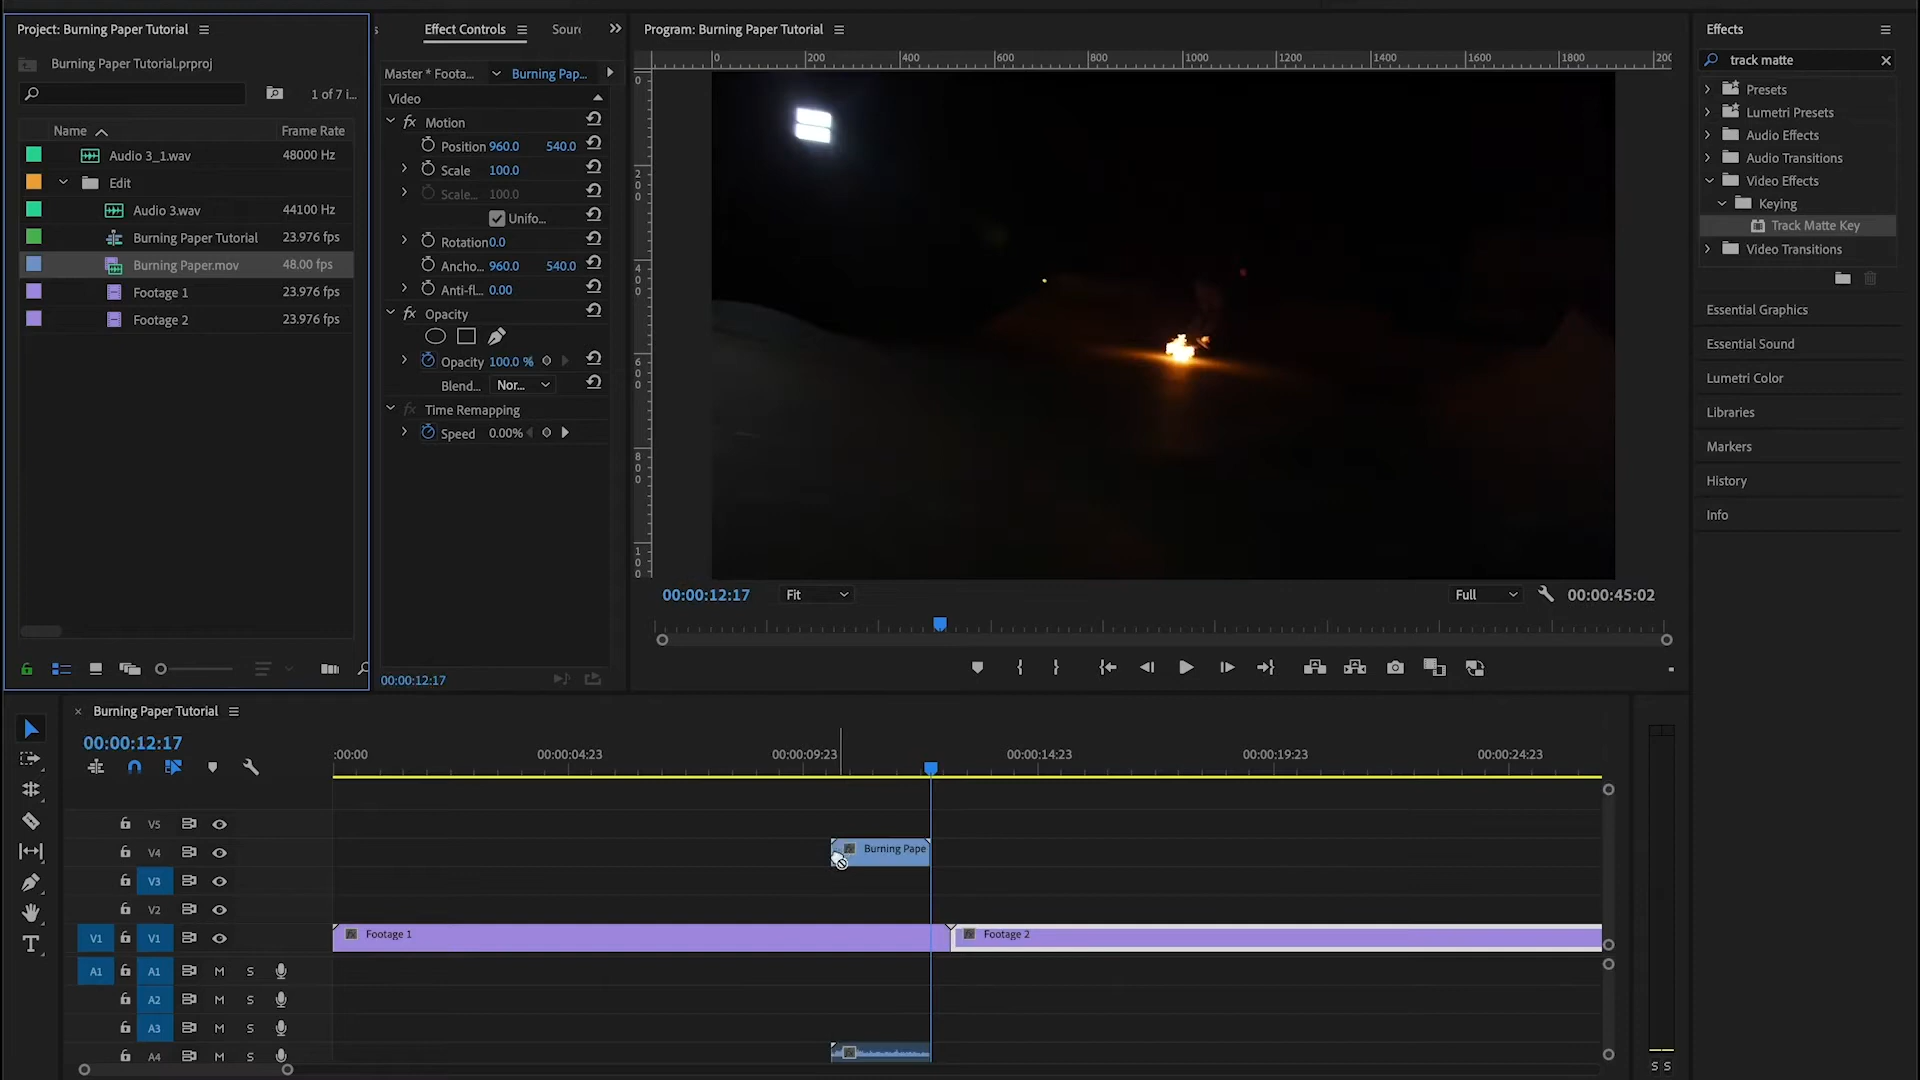 Project: Burning Paper Tutorial
Burning Paper Tutorial.prproj
1 of 7 i...
Name
Frame Rate
Audio 3_1.wav
48000 Hz
Edit
Audio 3.wav
44100 Hz
Burning Paper Tutorial
23.976 fps
Burning Paper.mov
48.00 fps
Footage 1
23.976 fps
Footage 2
23.976 fps
Effect Controls
Sour
Master * Foota...
Burning Pap...
Video
fx Motion
Position 960.0 540.0
Scale 100.0
Scale... 100.0
Unifo...
Rotation 0.0
Ancho... 960.0 540.0
Anti-fl... 0.00
fx Opacity
Opacity 100.0 %
Blend... Nor...
fx Time Remapping
Speed 0.00%
00:00:12:17
Program: Burning Paper Tutorial
0 200 400 600 800 1000 1200 1400 1600 1800
0
200
400
600
800
00:00:12:17
Fit
Full
00:00:45:02
Effects
track matte
Presets
Lumetri Presets
Audio Effects
Audio Transitions
Video Effects
Keying
Track Matte Key
Video Transitions
Essential Graphics
Essential Sound
Lumetri Color
Libraries
Markers
History
Info
× Burning Paper Tutorial
00:00:12:17
:00:00
00:00:04:23
00:00:09:23
00:00:14:23
00:00:19:23
00:00:24:23
V5
V4
Burning Pape
V3
V2
V1 V1
Footage 1
Footage 2
A1 A1 M S
A2 M S
A3 M S
A4 M S
S S